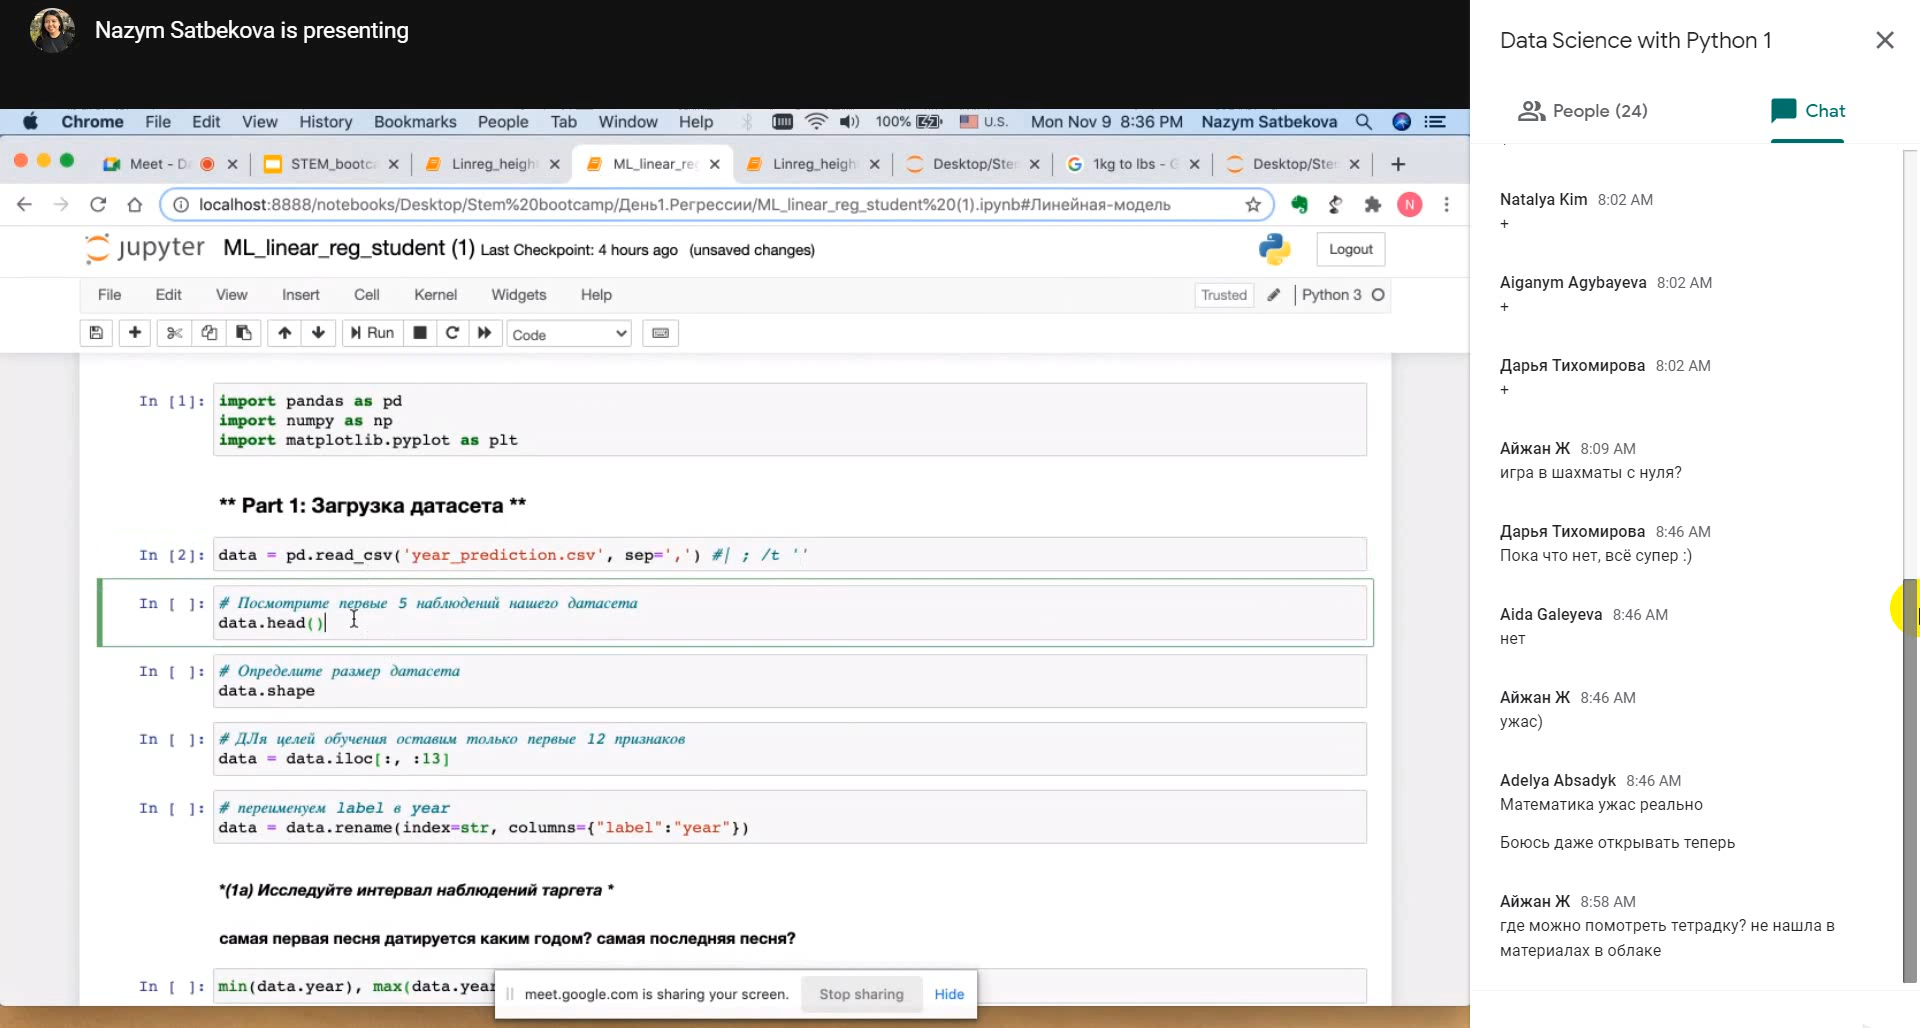 Nazym Satbekova is presenting
Chrome File Edit View History Bookmarks People Tab Window Help 100% U.S. Mon Nov 9 8:36 PM Nazym Satbekova
Meet - D STEM_bootca Linreg_heigh ML_linear_re Linreg_heigh Desktop/Ste 1kg to lbs - G Desktop/Ste
localhost:8888/notebooks/Desktop/Stem%20bootcamp/День1.Регрессии/ML_linear_reg_student%20(1).ipynb#Линейная-модель
N
jupyter ML_linear_reg_student (1) Last Checkpoint: 4 hours ago (unsaved changes)
Logout
File Edit View Insert Cell Kernel Widgets Help
Trusted Python 3
Run Code
In [1]: import pandas as pd
import numpy as np
import matplotlib.pyplot as plt
** Part 1: Загрузка датасета **
In [2]: data = pd.read_csv('year_prediction.csv', sep=',') #| ; /t ''
In [ ]: # Посмотрите первые 5 наблюдений нашего датасета
data.head()
In [ ]: # Определите размер датасета
data.shape
In [ ]: # ДЛя целей обучения оставим только первые 12 признаков
data = data.iloc[:, :13]
In [ ]: # переименуем label в year
data = data.rename(index=str, columns={"label":"year"})
*(1a) Исследуйте интервал наблюдений таргета *
самая первая песня датируется каким годом? самая последняя песня?
In [ ]: min(data.year), max(data.year
meet.google.com is sharing your screen. Stop sharing Hide
Data Science with Python 1
People (24) Chat
Natalya Kim 8:02 AM
+
Aiganym Agybayeva 8:02 AM
+
Дарья Тихомирова 8:02 AM
+
Айжан Ж 8:09 AM
игра в шахматы с нуля?
Дарья Тихомирова 8:46 AM
Пока что нет, всё супер :)
Aida Galeyeva 8:46 AM
нет
Айжан Ж 8:46 AM
ужас)
Adelya Absadyk 8:46 AM
Математика ужас реально
Боюсь даже открывать теперь
Айжан Ж 8:58 AM
где можно помотреть тетрадку? не нашла в
материалах в облаке